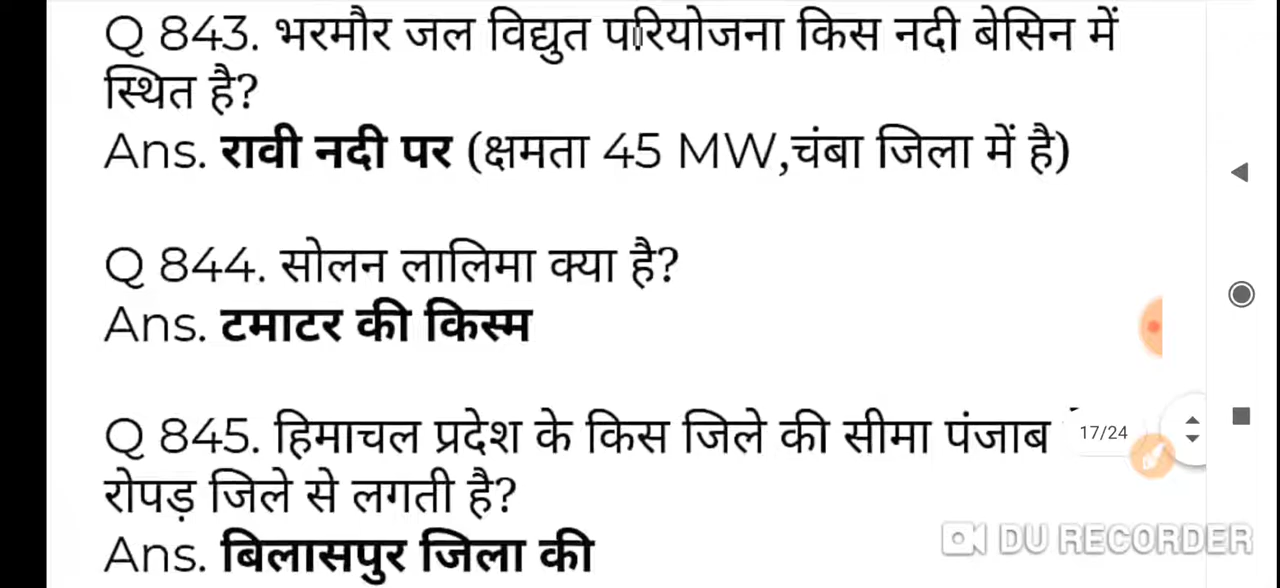 Q 843. भरमौर जल विद्युत परियोजना किस नदी बेसिन में
स्थित है?
Ans. रावी नदी पर (क्षमता 45 MW,चंबा जिला में है)
Q 844. सोलन लालिमा क्या है?
Ans. टमाटर की किस्म
Q 845. हिमाचल प्रदेश के किस जिले की सीमा पंजाब
17/24
रोपड़ जिले से लगती है?
Ans. बिलासपुर जिला की
DU RECORDER